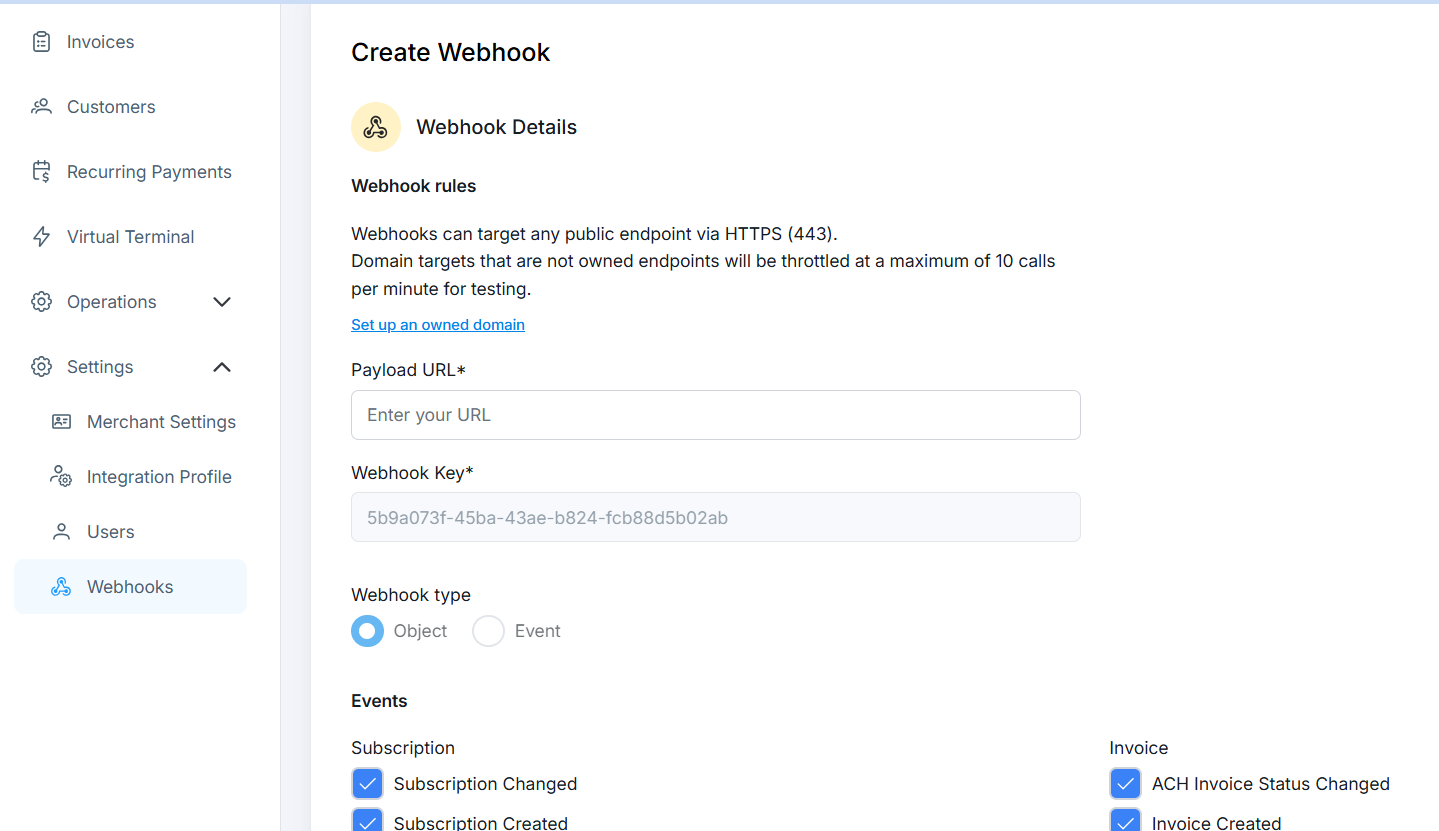 Invoices
Customers
Recurring Payments
Virtual Terminal
Operations
Settings
Merchant Settings
Integration Profile
Users
Webhooks
Create Webhook
Webhook Details
Webhook rules
Webhooks can target any public endpoint via HTTPS (443).
Domain targets that are not owned endpoints will be throttled at a maximum of 10 calls
per minute for testing.
Set up an owned domain
Payload URL*
Enter your URL
Webhook Key*
5b9a073f-45ba-43ae-b824-fcb88d5b02ab
Webhook type
Object Event
Events
Subscription
Subscription Changed
Subscription Created
Invoice
ACH Invoice Status Changed
Invoice Created